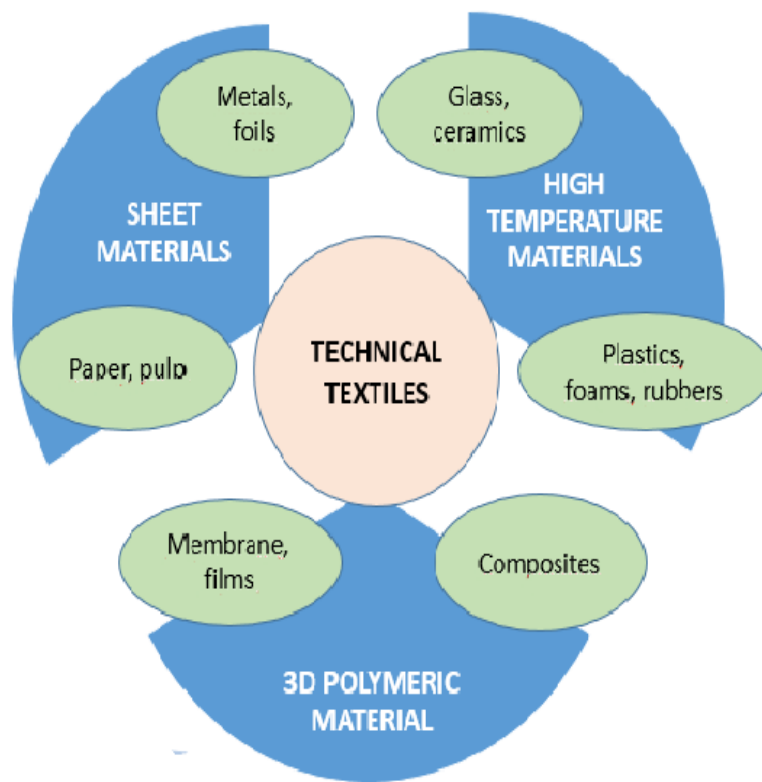 Metals,
foils
Glass,
ceramics
SHEET
MATERIALS
HIGH
TEMPERATURE
MATERIALS
Paper, pulp
TECHNICAL
TEXTILES
Plastics,
foams, rubbers
Membrane,
films
Composites
3D POLYMERIC
MATERIAL